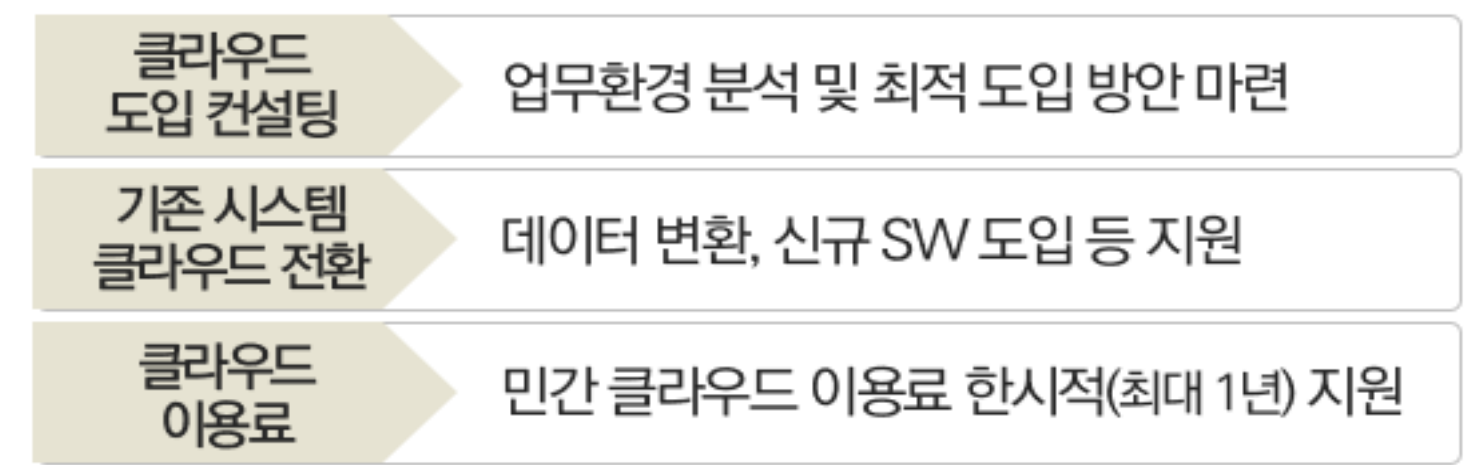 클라우드
도입 컨설팅
업무환경 분석 및 최적 도입 방안 마련
기존 시스템
클라우드 전환
데이터 변환, 신규 SW 도입 등 지원
클라우드
이용료
민간 클라우드 이용료 한시적(최대 1년) 지원